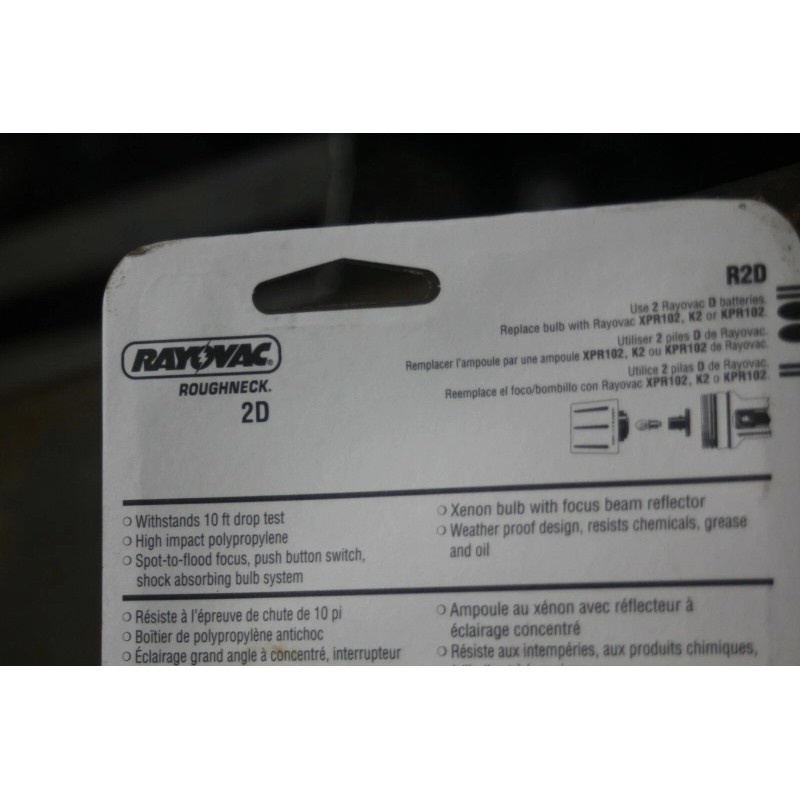 R2D
Use 2 Rayovac D batteries.
Replace bulb with Rayovac XPR102, K2 or KPR102.
Utiliser 2 piles D de Rayovac.
Remplacer l'ampoule par une ampoule XPR102, K2 ou KPR102 de Rayovac.
Utilice 2 pilas D de Rayovac.
Reemplace el foco/bombillo con Rayovac XPR102, K2 o KPR102.
RAYOVAC
ROUGHNECK.
2D
Withstands 10 ft drop test
High impact polypropylene
Spot-to-flood focus, push button switch,
shock absorbing bulb system
Xenon bulb with focus beam reflector
Weather proof design, resists chemicals, grease
and oil
Résiste à l'épreuve de chute de 10 pi
Boîtier de polypropylène antichoc
Éclairage grand angle à concentré, interrupteur
Ampoule au xénon avec réflecteur à
éclairage concentré
Résiste aux intempéries, aux produits chimiques,